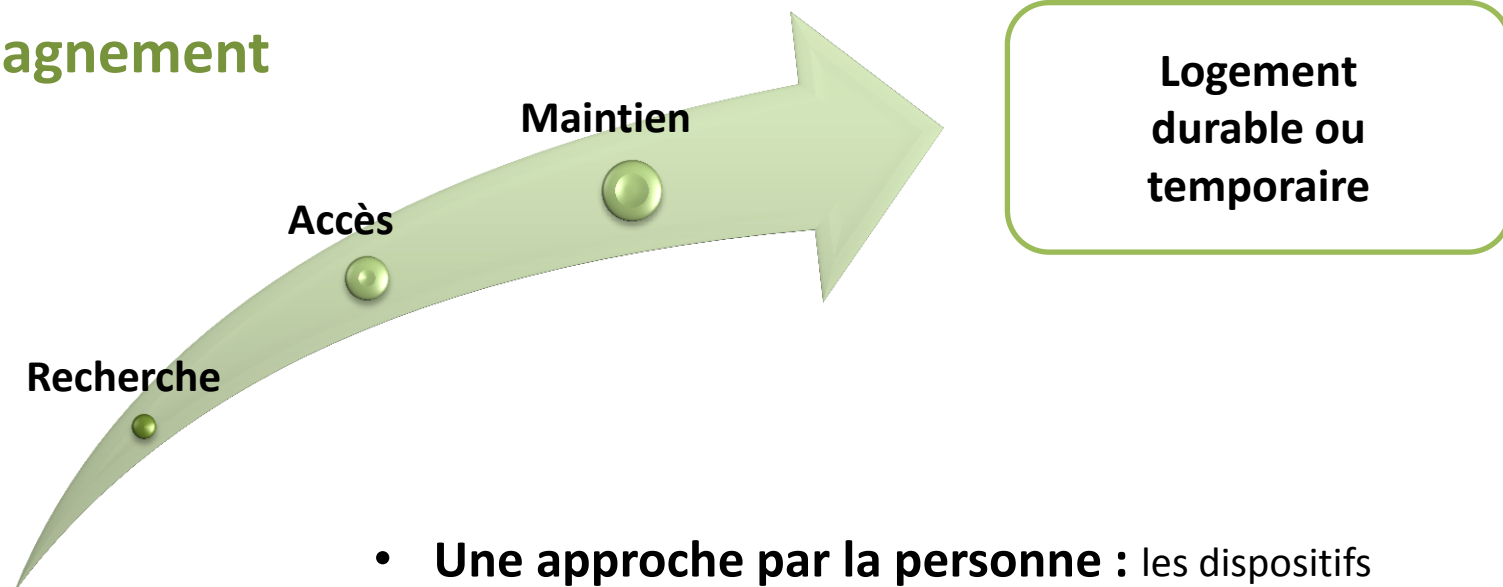 agnement
Logement
durable ou
temporaire
Maintien
Accès
Recherche
• Une approche par la personne : les dispositifs